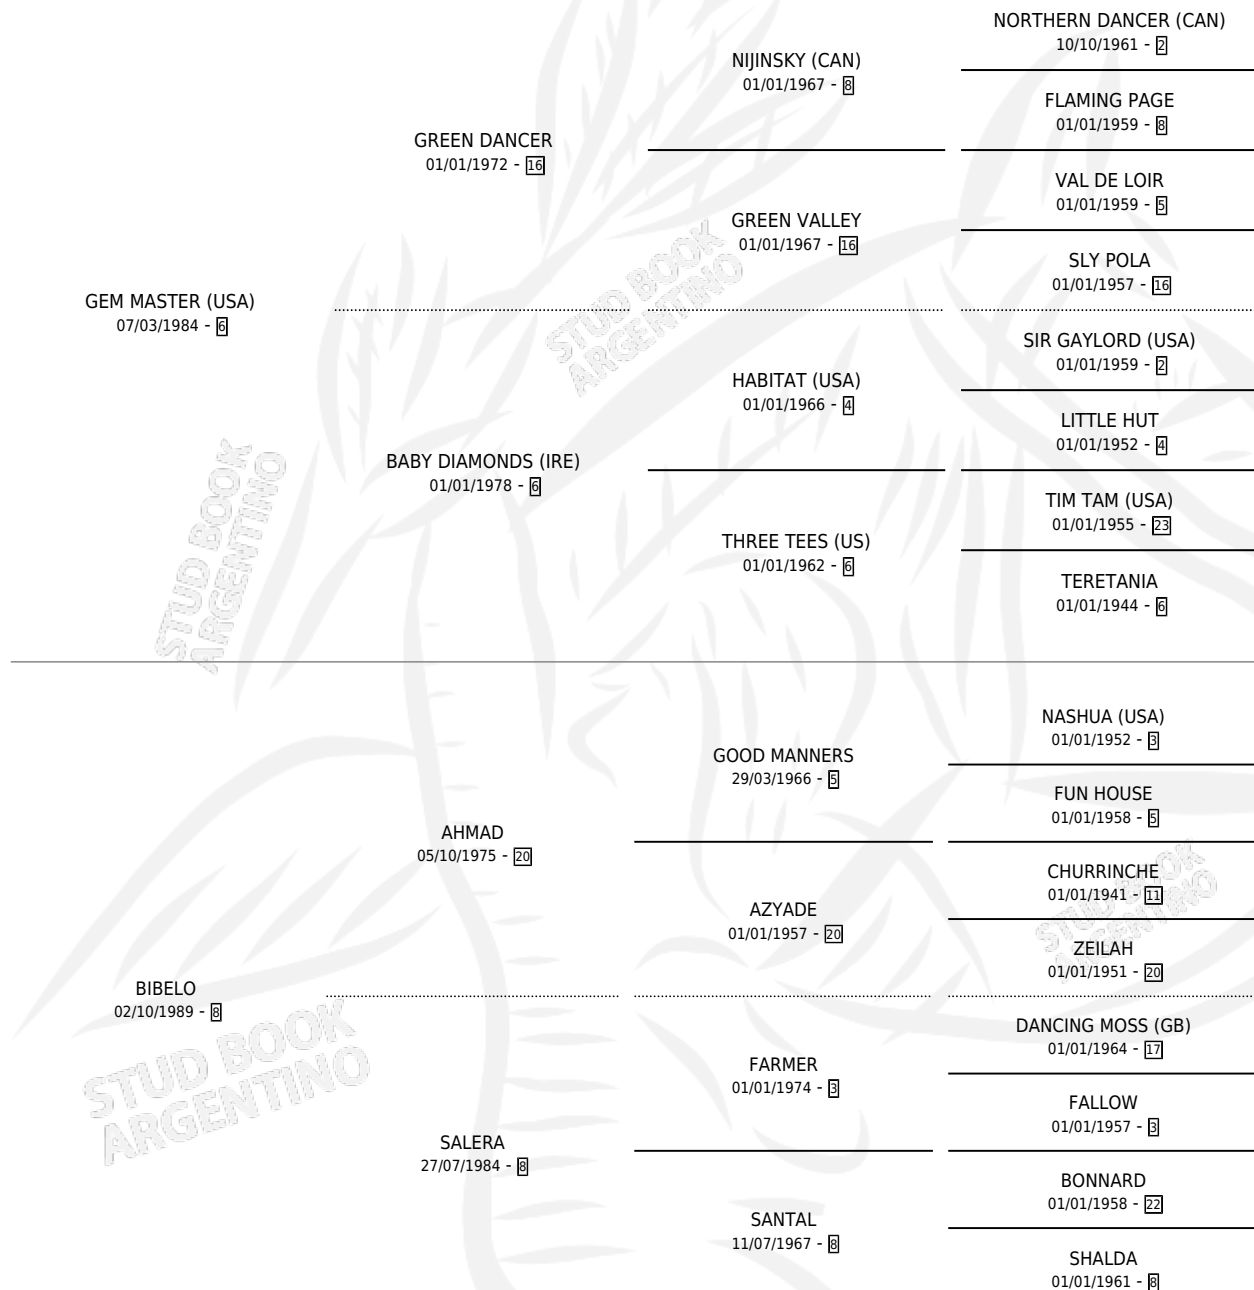 NORTHERN DANCER (CAN)
10/10/1961 - 2
NIJINSKY (CAN)
01/01/1967 - 8
FLAMING PAGE
01/01/1959 - 8
GREEN DANCER
01/01/1972 - 16
VAL DE LOIR
01/01/1959 - 5
GREEN VALLEY
01/01/1967 - 16
SLY POLA
01/01/1957 - 16
GEM MASTER (USA)
07/03/1984 - 6
SIR GAYLORD (USA)
01/01/1959 - 2
HABITAT (USA)
01/01/1966 - 4
LITTLE HUT
01/01/1952 - 4
BABY DIAMONDS (IRE)
01/01/1978 - 6
TIM TAM (USA)
01/01/1955 - 23
THREE TEES (US)
01/01/1962 - 6
TERETANIA
01/01/1944 - 6
STUD BOOK
ARGENTINO
STUD BOOK
ARGENTINO
NASHUA (USA)
01/01/1952 - 3
GOOD MANNERS
29/03/1966 - 5
FUN HOUSE
01/01/1958 - 5
AHMAD
05/10/1975 - 20
CHURRINCHE
01/01/1941 - 11
AZYADE
01/01/1957 - 20
ZEILAH
01/01/1951 - 20
BIBELO
02/10/1989 - 8
DANCING MOSS (GB)
01/01/1964 - 17
FARMER
01/01/1974 - 3
FALLOW
01/01/1957 - 3
SALERA
27/07/1984 - 8
BONNARD
01/01/1958 - 22
SANTAL
11/07/1967 - 8
SHALDA
01/01/1961 - 8
STUD BOOK
ARGENTINO
STUD BOOK
ARGENTINO